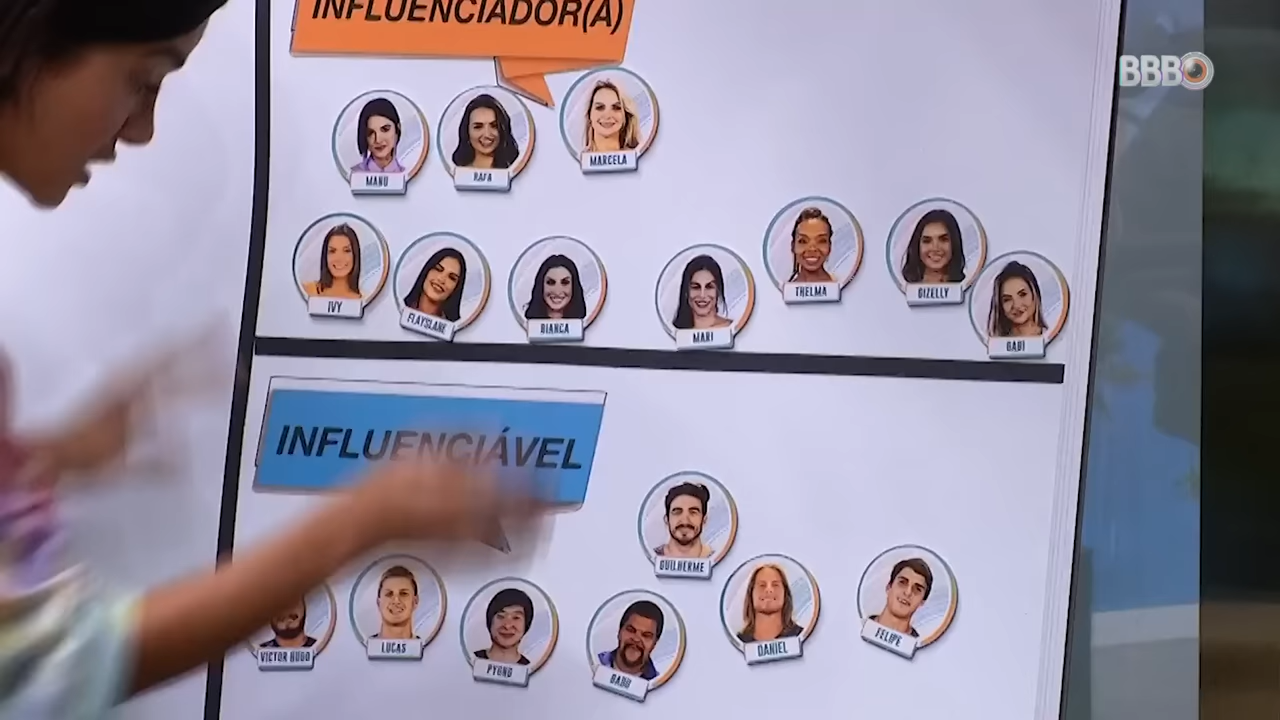 INFLUENCIADOR(A)
BBB
MANU
RAFA
MARCELA
IVY
FLAYSLANE
BIANCA
MARI
THELMA
GIZELLY
GABI
INFLUENCIÁVEL
GUILHERME
VICTOR HUGO
LUCAS
PYONG
BABU
DANIEL
FELIPE